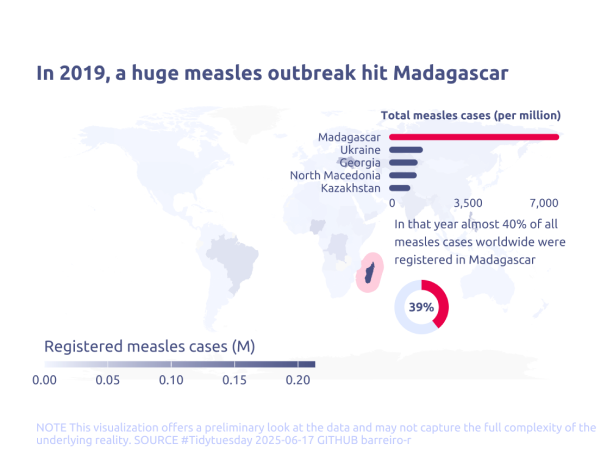 In 2019, a huge measles outbreak hit Madagascar
Total measles cases (per million)
Madagascar
Ukraine
Georgia
North Macedonia
Kazakhstan
0 3,500 7,000
In that year almost 40% of all
measles cases worldwide were
registered in Madagascar
39%
Registered measles cases (M)
0.00 0.05 0.10 0.15 0.20
NOTE This visualization offers a preliminary look at the data and may not capture the full complexity of the
underlying reality. SOURCE #Tidytuesday 2025-06-17 GITHUB barreiro-r